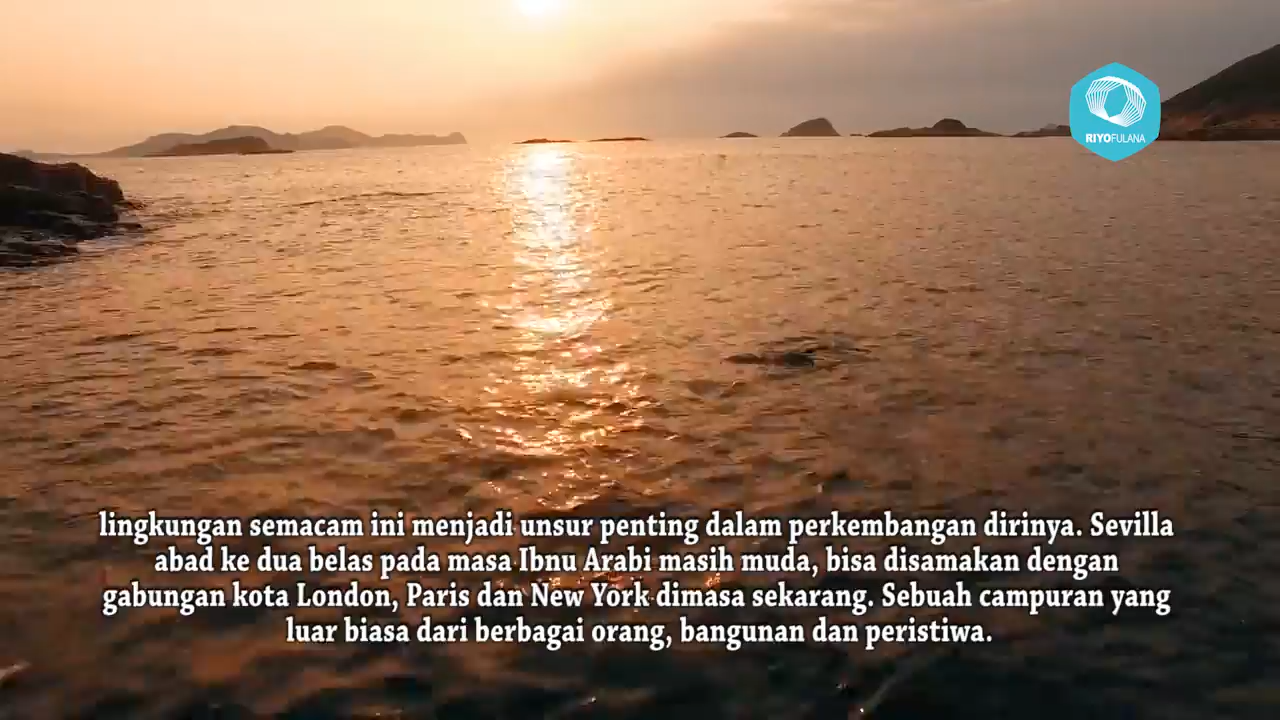 RIYOFULANA
lingkungan semacam ini menjadi unsur penting dalam perkembangan dirinya. Sevilla
abad ke dua belas pada masa Ibnu Arabi masih muda, bisa disamakan dengan
gabungan kota London, Paris dan New York dimasa sekarang. Sebuah campuran yang
luar biasa dari berbagai orang, bangunan dan peristiwa.